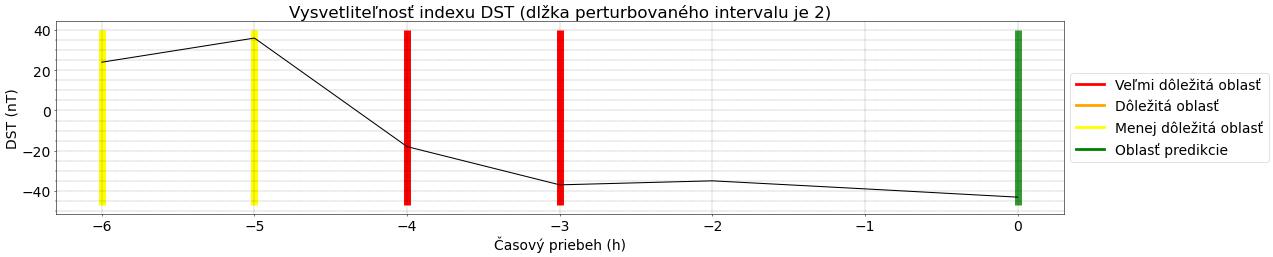 Vysvetliteľnosť indexu DST (dlžka perturbovaného intervalu je 2)
40
20
0
−20
−40
DST (nT)
−6 −5 −4 −3 −2 −1 0
Časový priebeh (h)
Veľmi dôležitá oblasť
Dôležitá oblasť
Menej dôležitá oblasť
Oblasť predikcie